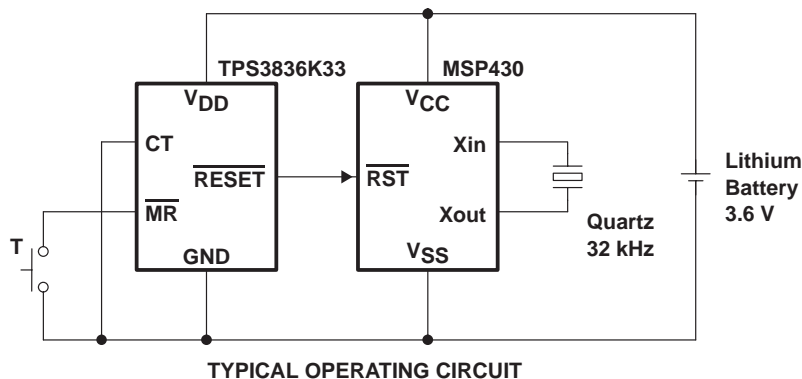 TPS3836K33
MSP430
VDD
VCC
CT
Xin
RESET
RST
MR
Xout
GND
VSS
T
Quartz
32 kHz
Lithium
Battery
3.6 V
TYPICAL OPERATING CIRCUIT